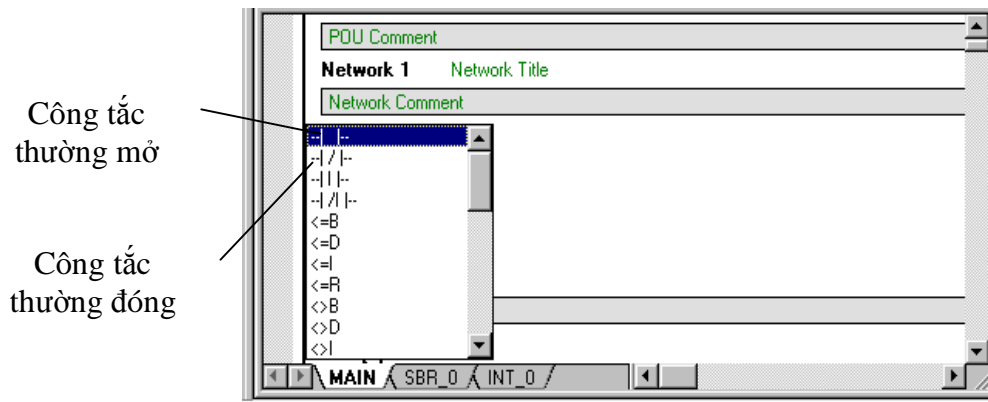 POU Comment
Network 1 Network Title
Network Comment
Công tắc
thường mở
Công tắc
thường đóng
--| |--
--| / |--
--| I |--
--| /I |--
<=B
<=D
<=I
<=R
<>B
<>D
<>I
MAIN SBR_0 INT_0